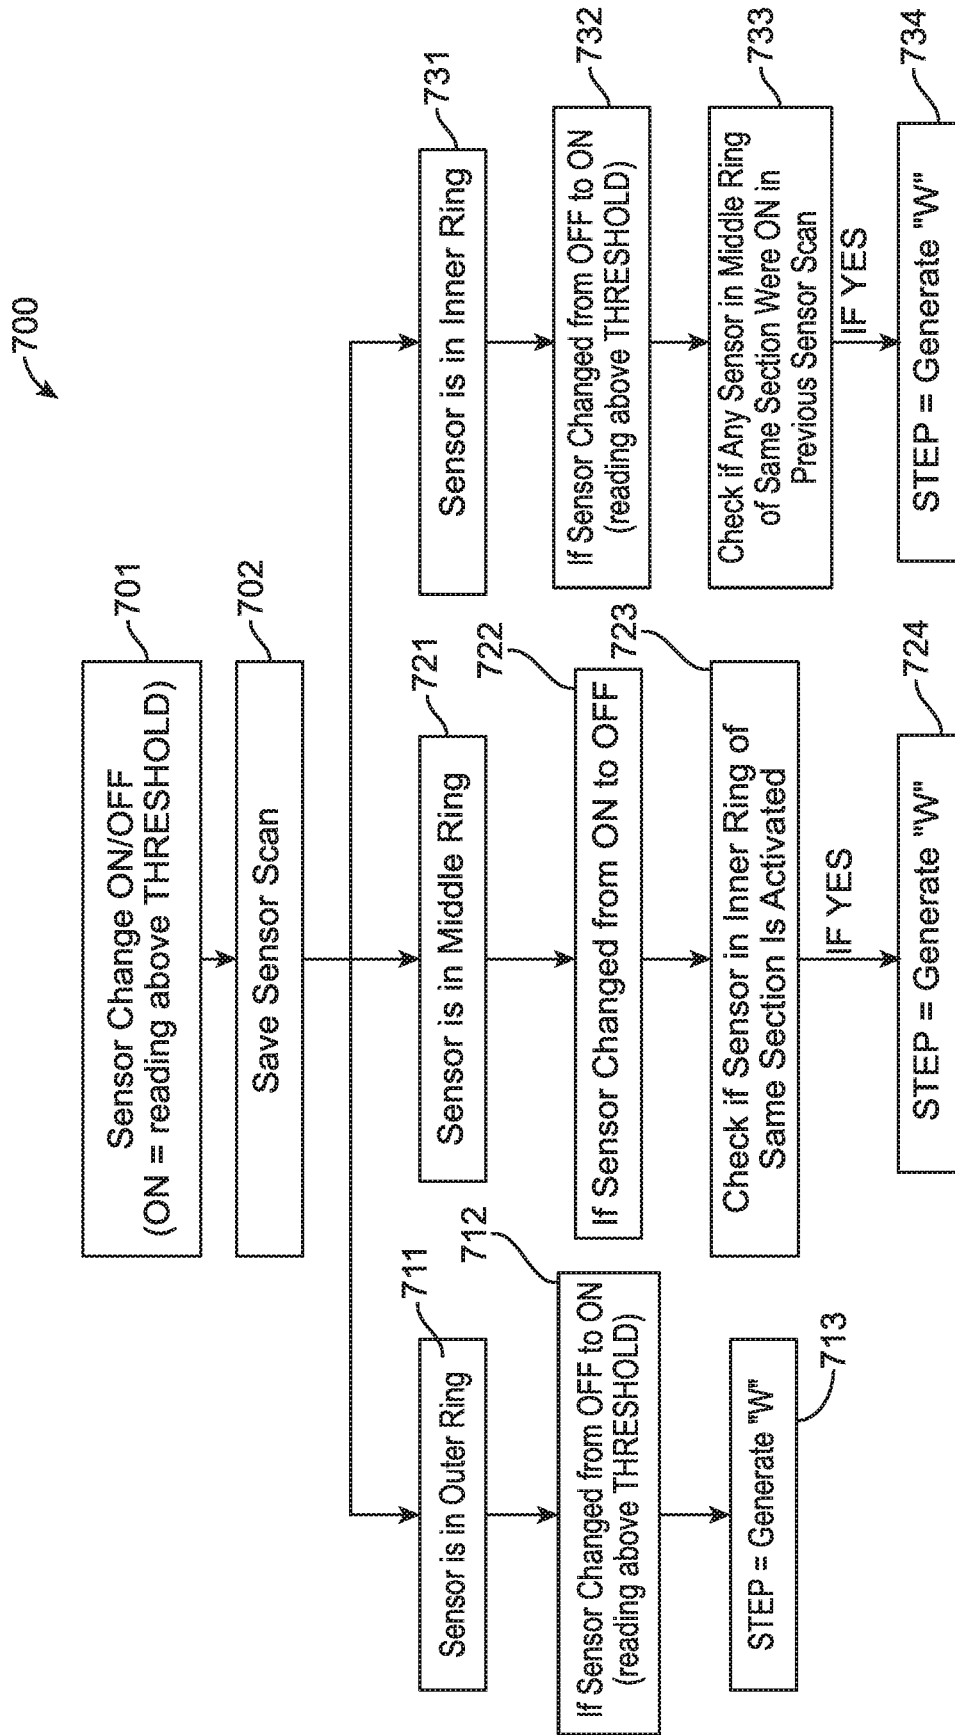 700
701
Sensor Change ON/OFF
(ON = reading above THRESHOLD)
702
Save Sensor Scan
711
Sensor is in Outer Ring
712
If Sensor Changed from OFF to ON
(reading above THRESHOLD)
STEP = Generate "W"
713
721
Sensor is in Middle Ring
722
If Sensor Changed from ON to OFF
723
Check if Sensor in Inner Ring of
Same Section Is Activated
IF YES
724
STEP = Generate "W"
731
Sensor is in Inner Ring
732
If Sensor Changed from OFF to ON
(reading above THRESHOLD)
733
Check if Any Sensor in Middle Ring
of Same Section Were ON in
Previous Sensor Scan
IF YES
734
STEP = Generate "W"